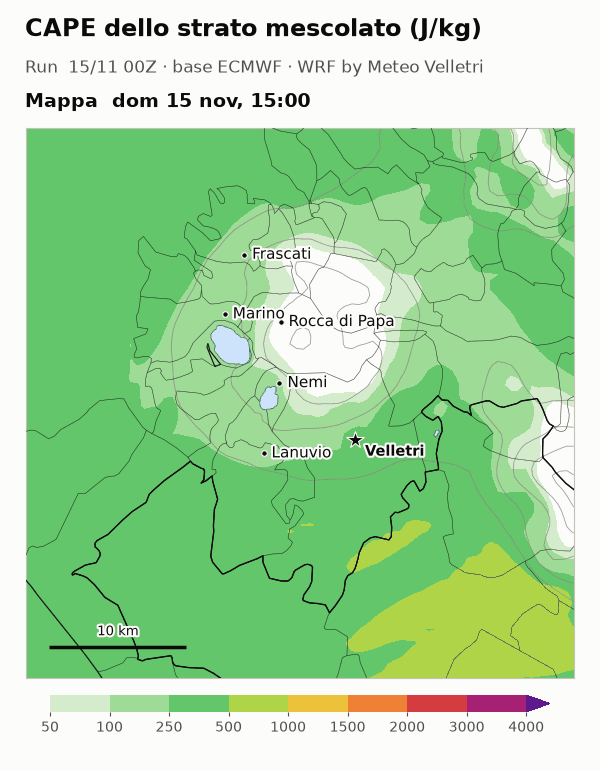 CAPE dello strato mescolato (J/kg)
Run  15/11 00Z · base ECMWF · WRF by Meteo Velletri
Mappa  dom 15 nov, 15:00
Frascati
Marino
Rocca di Papa
Nemi
Velletri
Lanuvio
10 km
50 100 250 500 1000 1500 2000 3000 4000